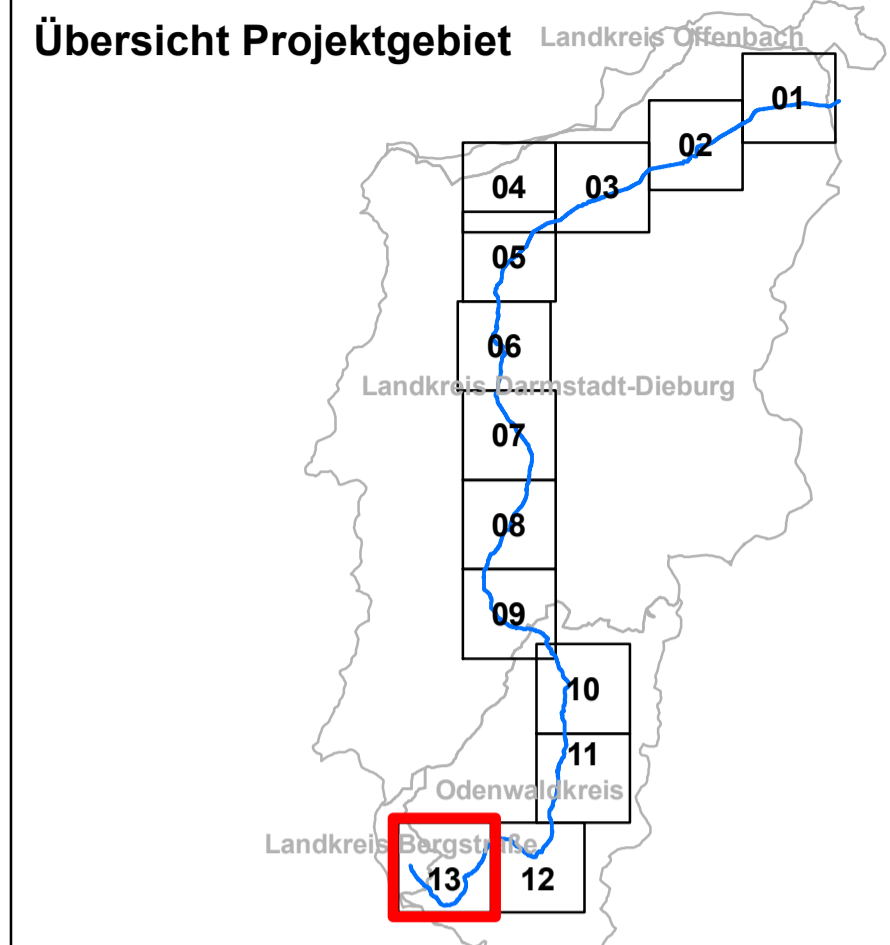 Übersicht Projektgebiet
Landkreis Offenbach
01
02
03
04
05
06
Landkreis Darmstadt-Dieburg
07
08
09
10
11
Odenwaldkreis
Landkreis Bergstraße
13
12